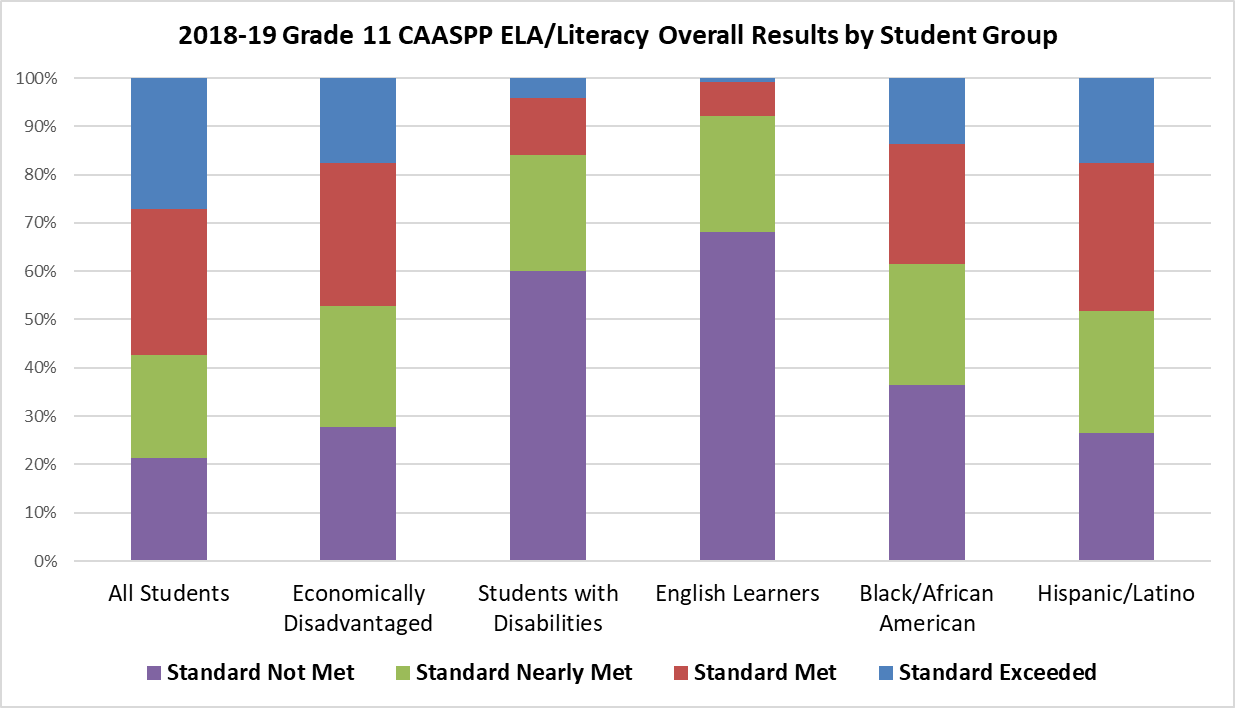 2018-19 Grade 11 CAASPP ELA/Literacy Overall Results by Student Group
100%
90%
80%
70%
60%
50%
40%
30%
20%
10%
0%
All Students
Economically
Disadvantaged
Students with
Disabilities
English Learners
Black/African
American
Hispanic/Latino
Standard Not Met
Standard Nearly Met
Standard Met
Standard Exceeded